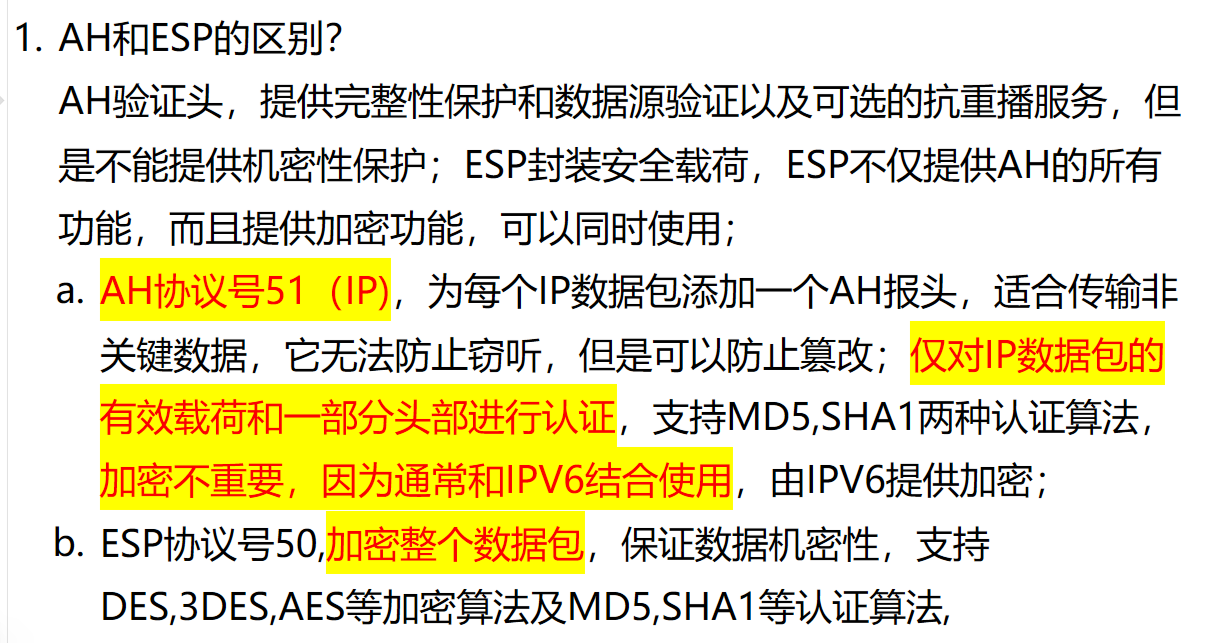 1. AH和ESP的区别？
AH验证头，提供完整性保护和数据源验证以及可选的抗重播服务，但
是不能提供机密性保护；ESP封装安全载荷，ESP不仅提供AH的所有
功能，而且提供加密功能，可以同时使用；
a. AH协议号51（IP)，为每个IP数据包添加一个AH报头，适合传输非
关键数据，它无法防止窃听，但是可以防止篡改；仅对IP数据包的
有效载荷和一部分头部进行认证，支持MD5,SHA1两种认证算法，
加密不重要，因为通常和IPV6结合使用，由IPV6提供加密；
b. ESP协议号50,加密整个数据包，保证数据机密性，支持
DES,3DES,AES等加密算法及MD5,SHA1等认证算法,